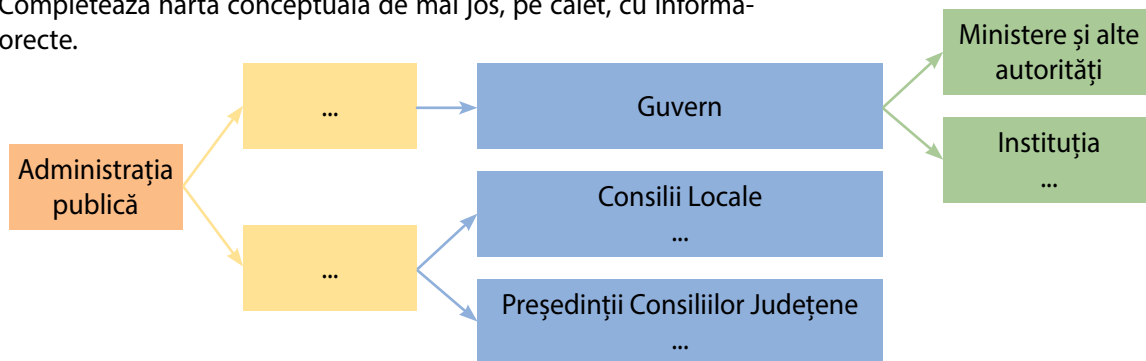 Completează harta conceptuală de mai jos, pe caiet, cu informa-
orecte.
Administrația
publică
...
...
Guvern
Consilii Locale
...
Președinții Consiliilor Județene
...
Ministere și alte
autorități
Instituția
...